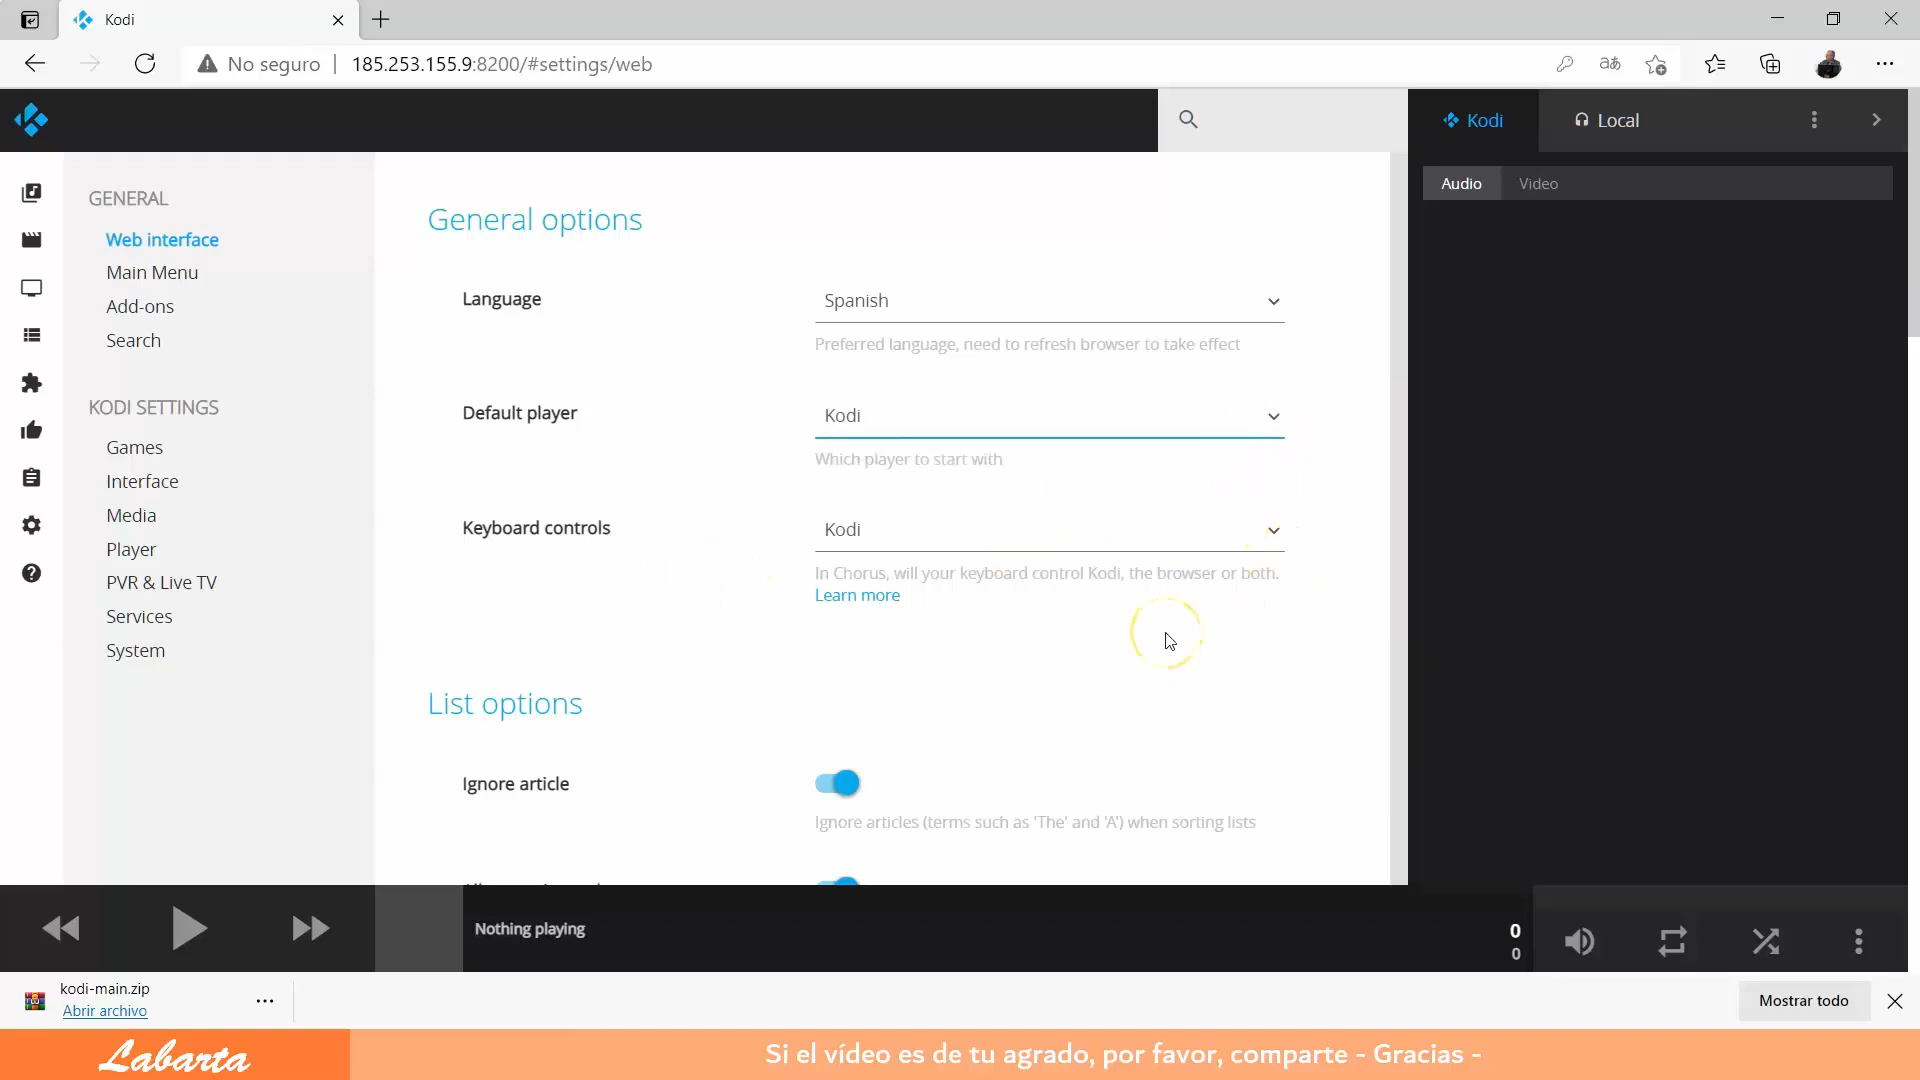 Kodi
No seguro
185.253.155.9:8200/#settings/web
Kodi
Local
Audio
Video
GENERAL
Web interface
Main Menu
Add-ons
Search
KODI SETTINGS
Games
Interface
Media
Player
PVR & Live TV
Services
System
General options
Language
Spanish
Preferred language, need to refresh browser to take effect
Default player
Kodi
Which player to start with
Keyboard controls
Kodi
In Chorus, will your keyboard control Kodi, the browser or both.
Learn more
List options
Ignore article
Ignore articles (terms such as 'The' and 'A') when sorting lists
Nothing playing
0
0
kodi-main.zip
Abrir archivo
Mostrar todo
Labarta
Si el vídeo es de tu agrado, por favor, comparte - Gracias -